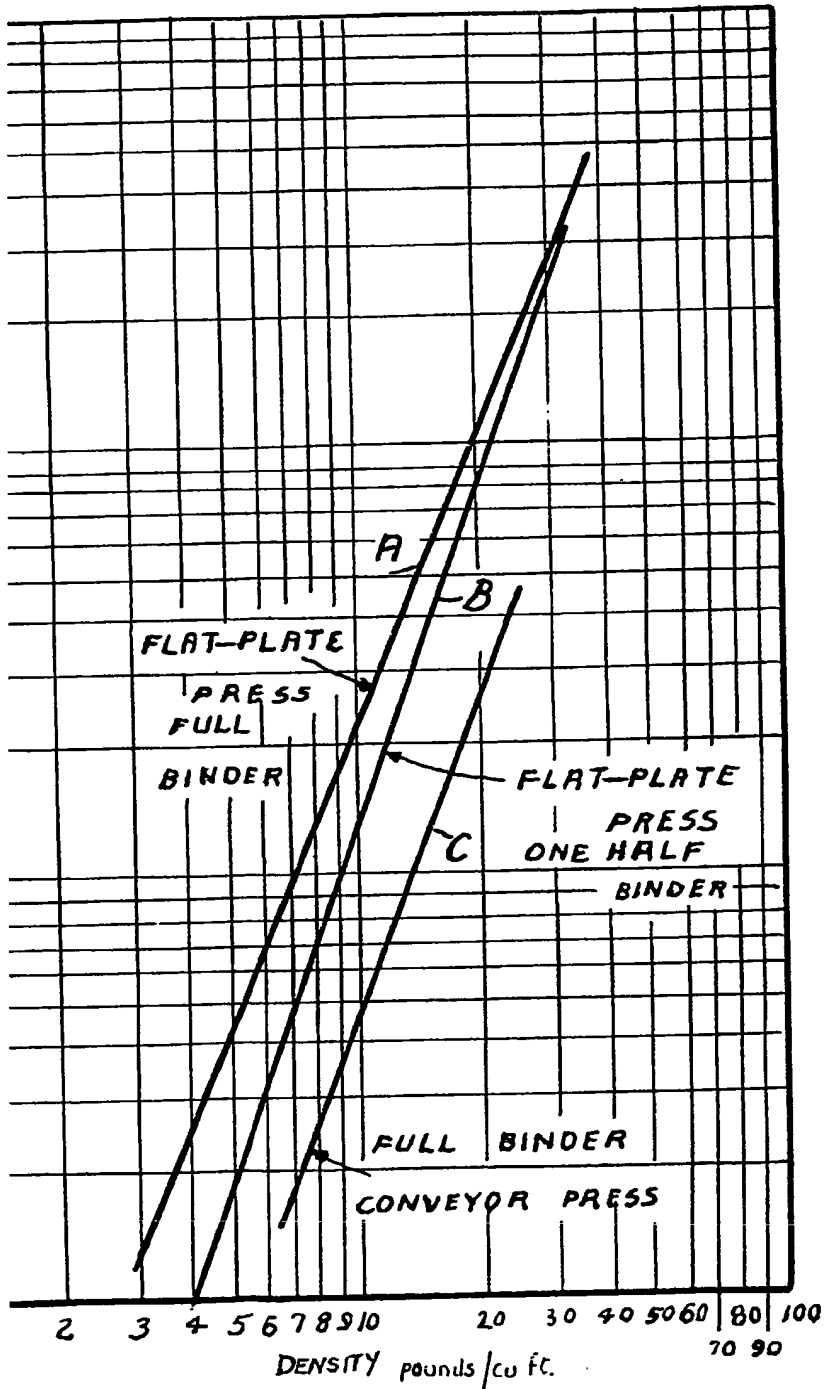 A
B
FLAT-PLATE
PRESS
FULL
BINDER
FLAT-PLATE
PRESS
C
ONE HALF
BINDER
FULL BINDER
CONVEYOR PRESS
2 3 4 5 6 7 8 9 10 20 30 40 50 60 80 100
70 90
DENSITY pounds/cu ft.